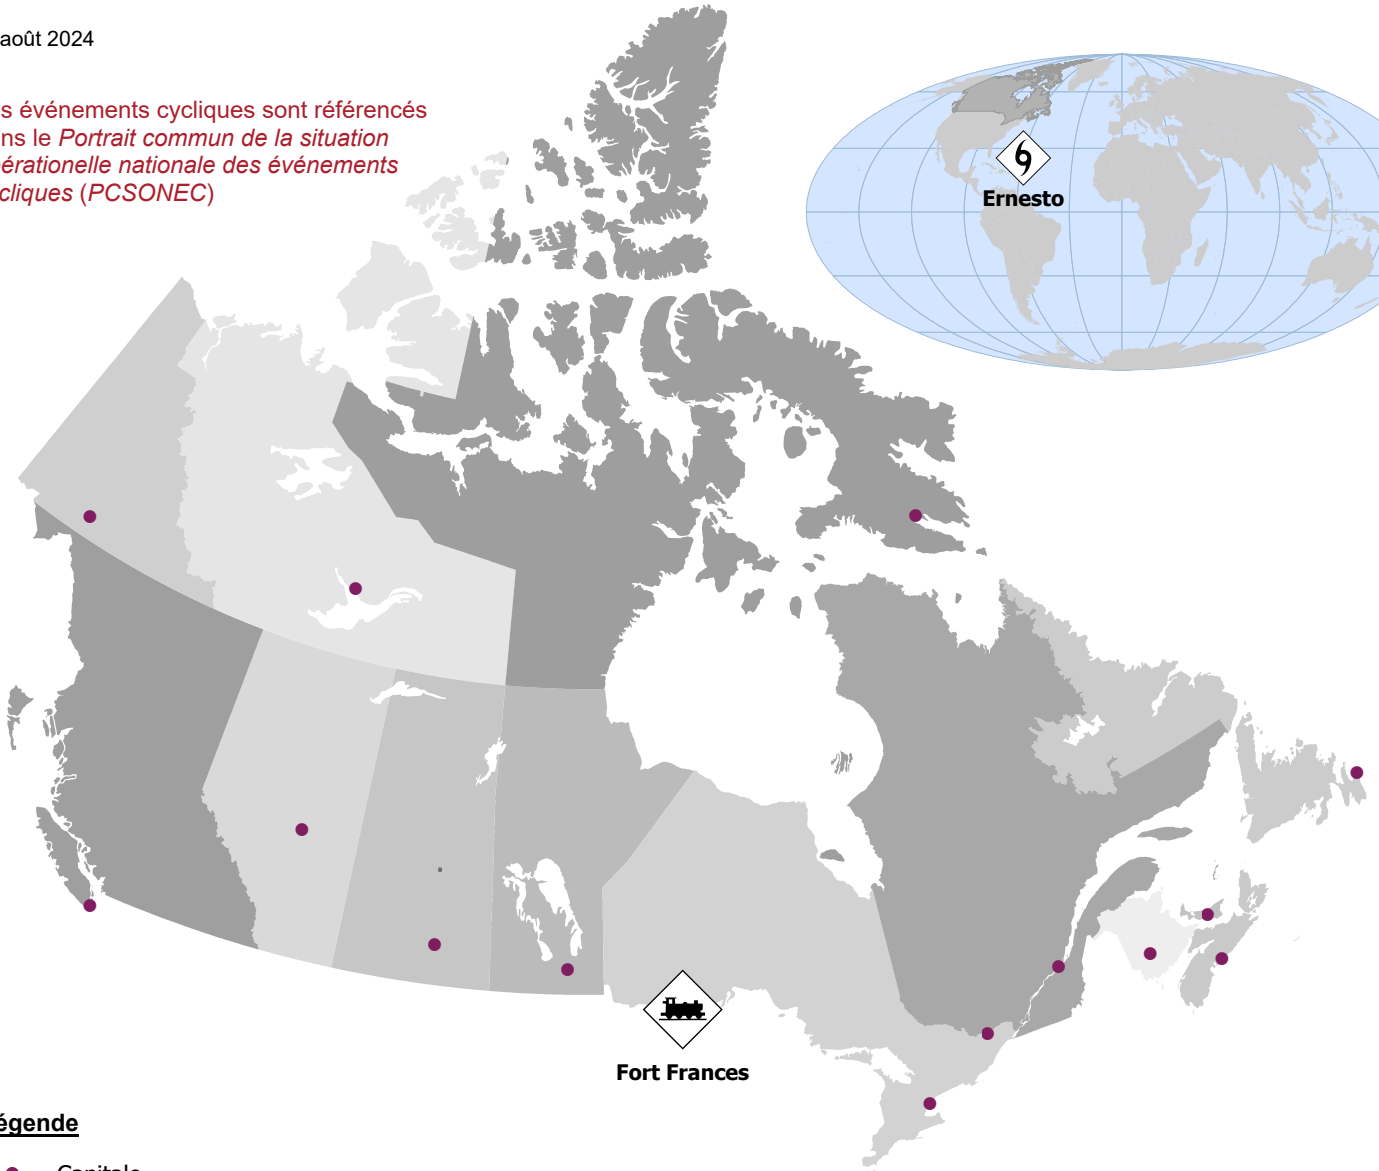 août 2024
s événements cycliques sont référencés
ns le Portrait commun de la situation
érationelle nationale des événements
cliques (PCSONEC)
Ernesto
Fort Frances
égende
Capitale